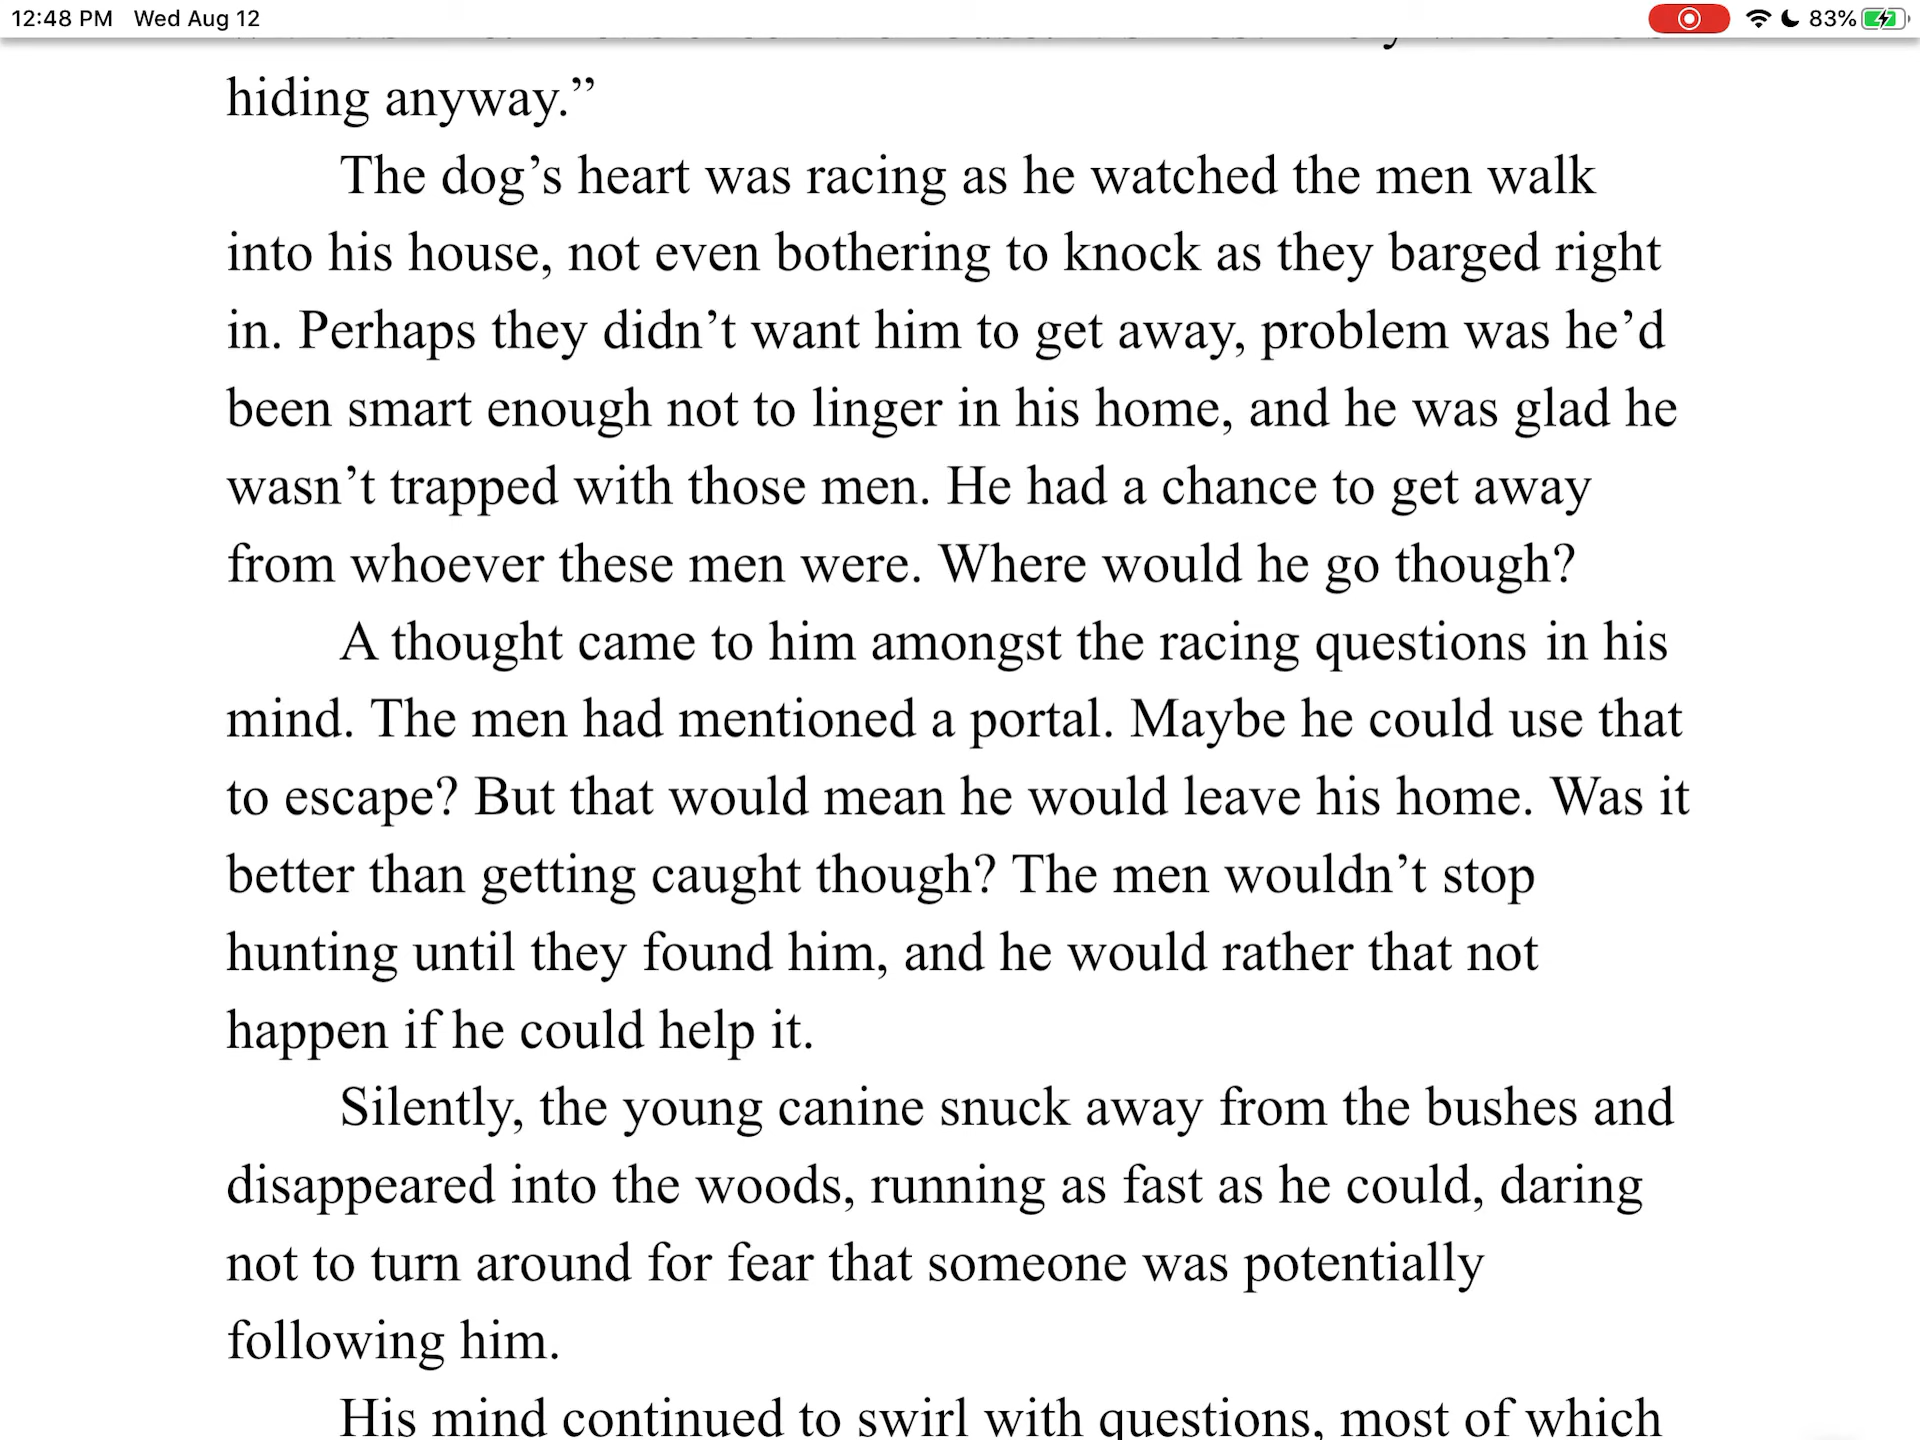 12:48 PM Wed Aug 12
83%
hiding anyway.”
The dog’s heart was racing as he watched the men walk
into his house, not even bothering to knock as they barged right
in. Perhaps they didn’t want him to get away, problem was he’d
been smart enough not to linger in his home, and he was glad he
wasn’t trapped with those men. He had a chance to get away
from whoever these men were. Where would he go though?
A thought came to him amongst the racing questions in his
mind. The men had mentioned a portal. Maybe he could use that
to escape? But that would mean he would leave his home. Was it
better than getting caught though? The men wouldn’t stop
hunting until they found him, and he would rather that not
happen if he could help it.
Silently, the young canine snuck away from the bushes and
disappeared into the woods, running as fast as he could, daring
not to turn around for fear that someone was potentially
following him.
His mind continued to swirl with questions, most of which